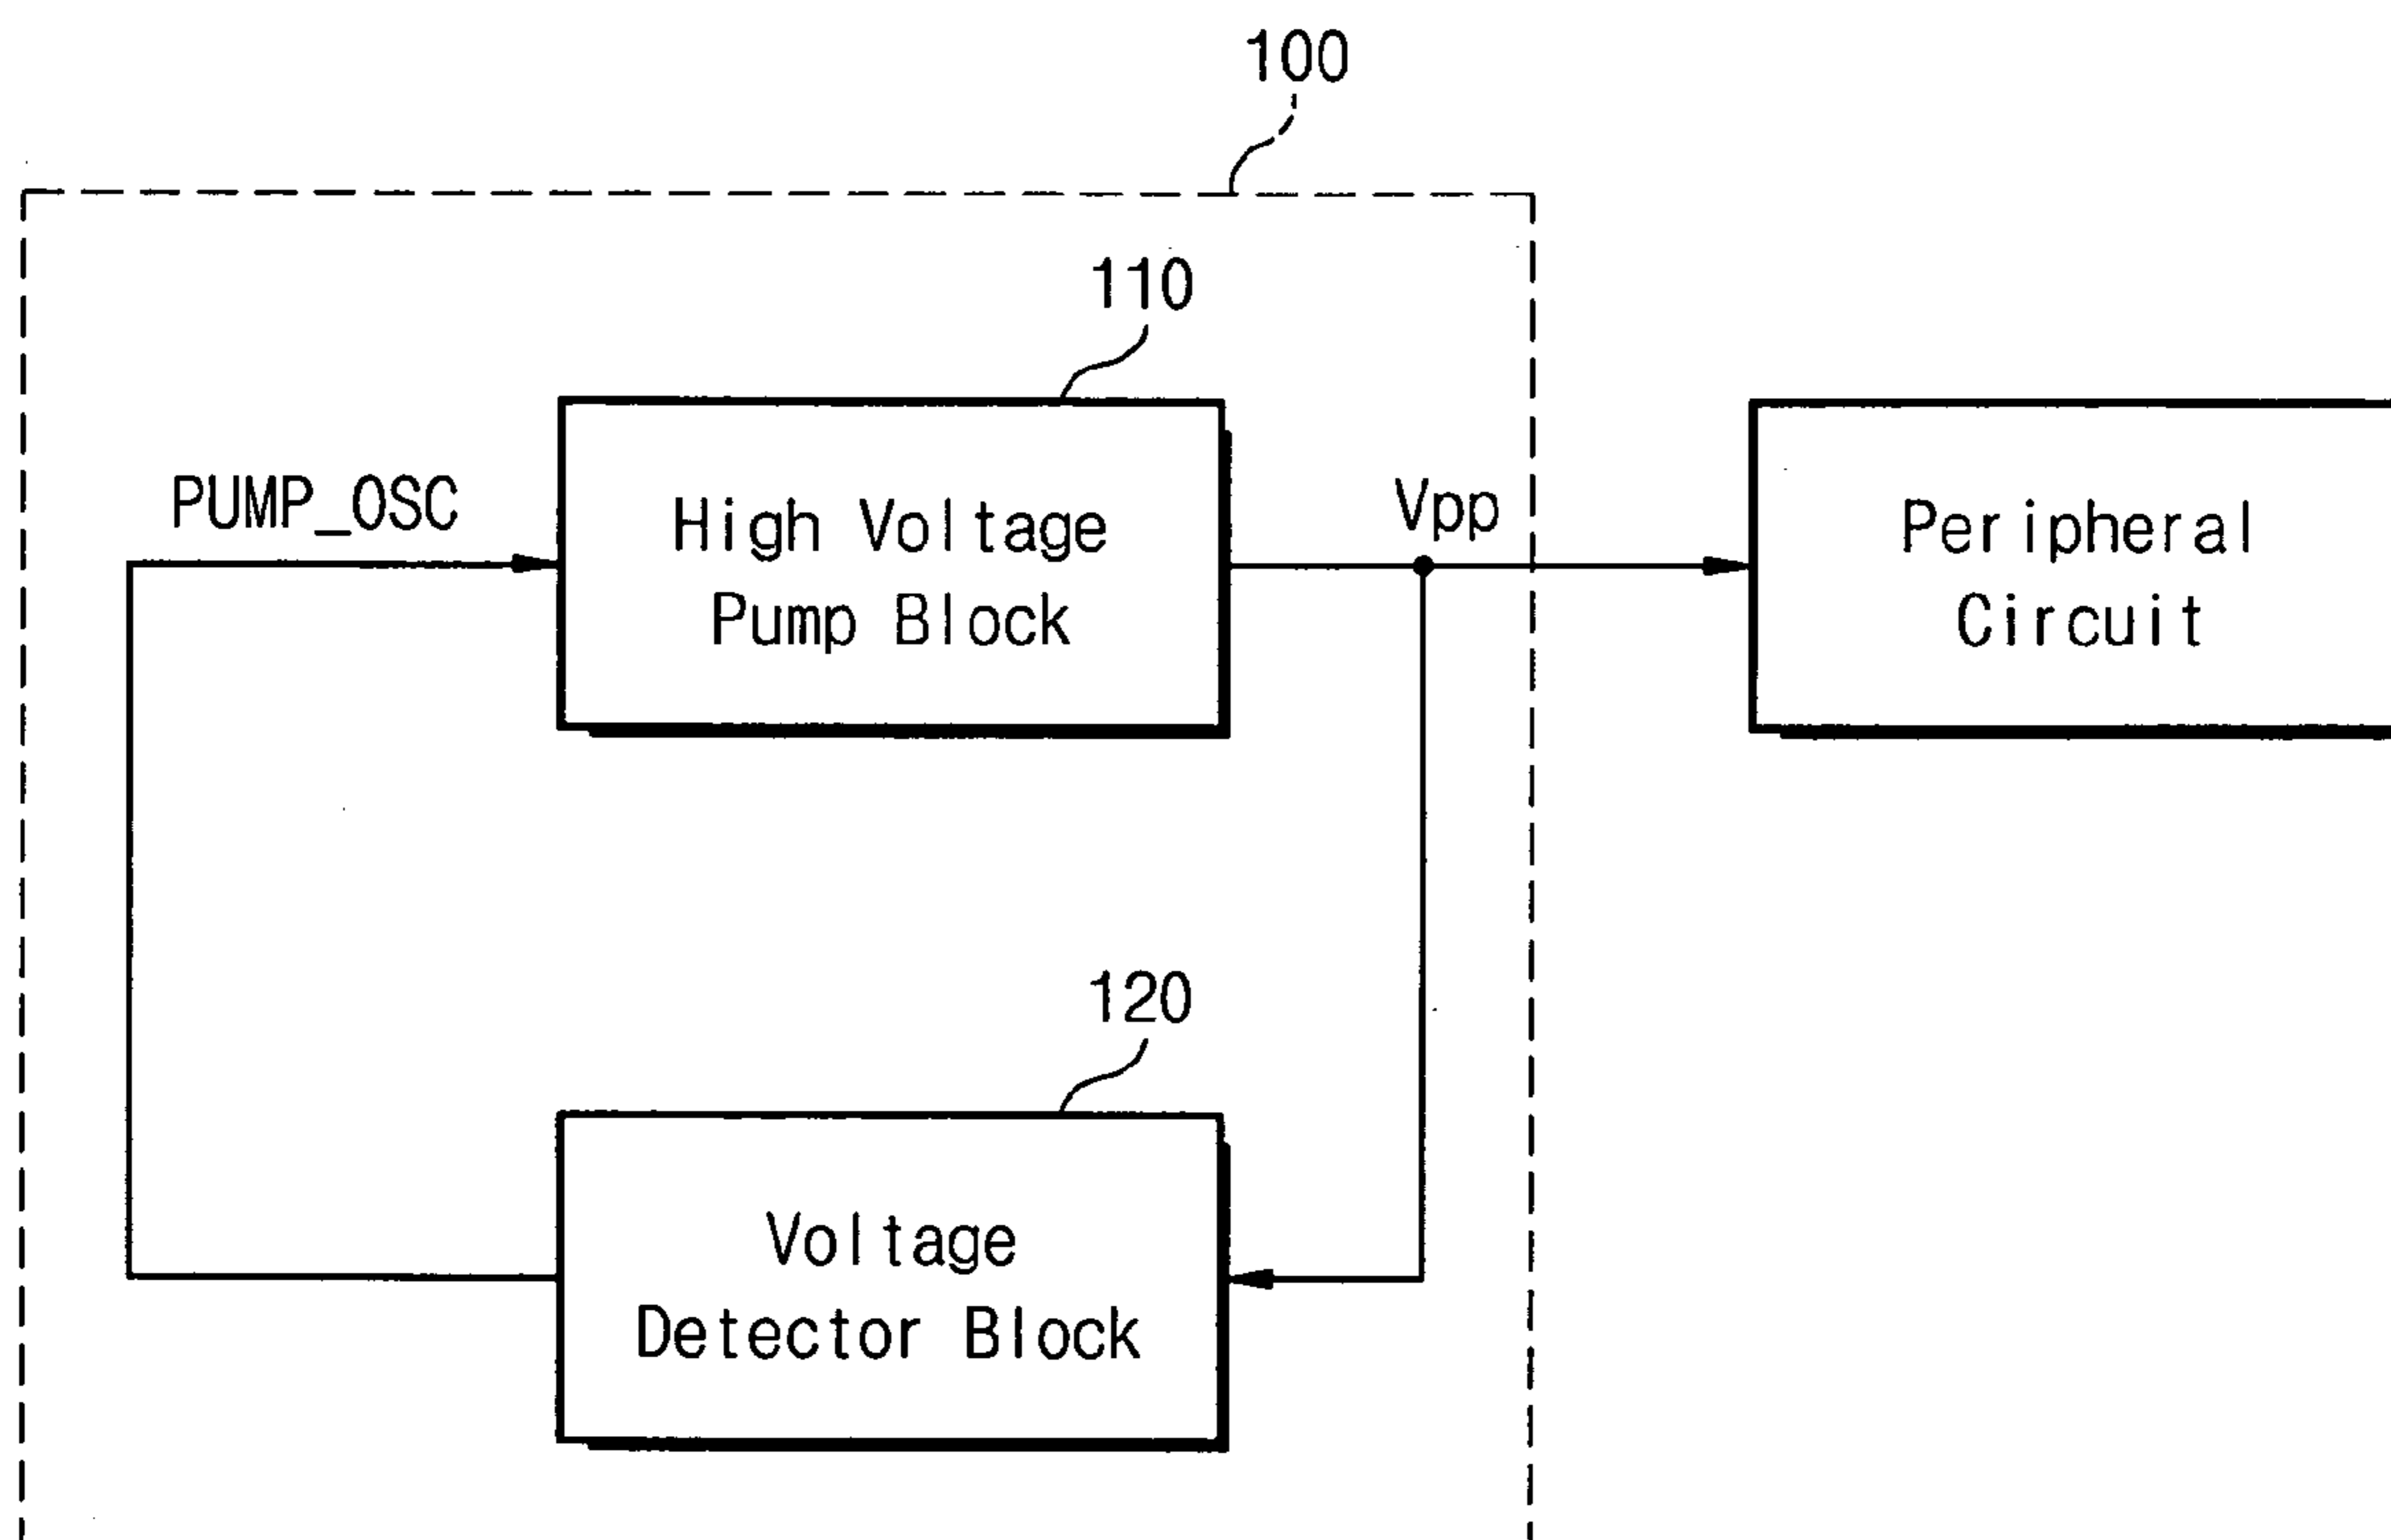 100
110
PUMP_OSC
High Voltage
Pump Block
Vpp
Peripheral
Circuit
120
Voltage
Detector Block